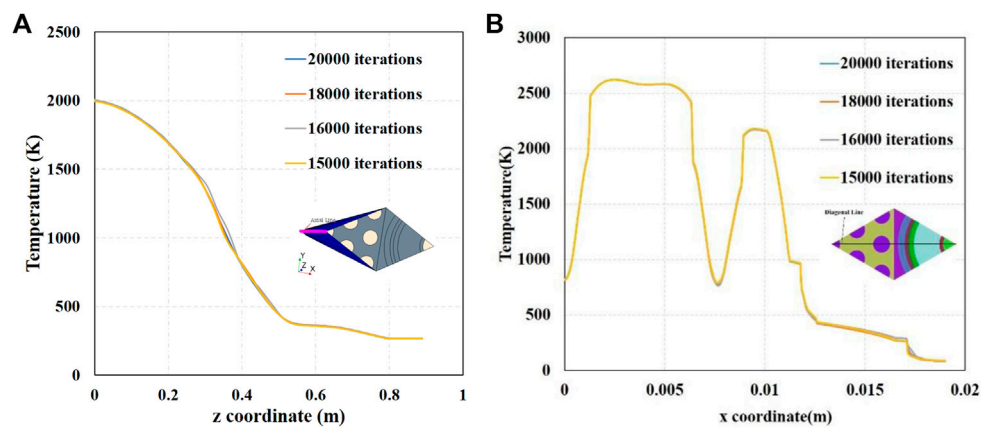 A
2500
2000
1500
1000
500
0
0
0.2
0.4
0.6
0.8
1
Temperature (K)
z coordinate (m)
20000 iterations
18000 iterations
16000 iterations
15000 iterations
Axial Line
Y
Z
X
B
3000
2500
2000
1500
1000
500
0
0
0.005
0.01
0.015
0.02
Temperature(K)
x coordinate(m)
20000 iterations
18000 iterations
16000 iterations
15000 iterations
Diagonal Line